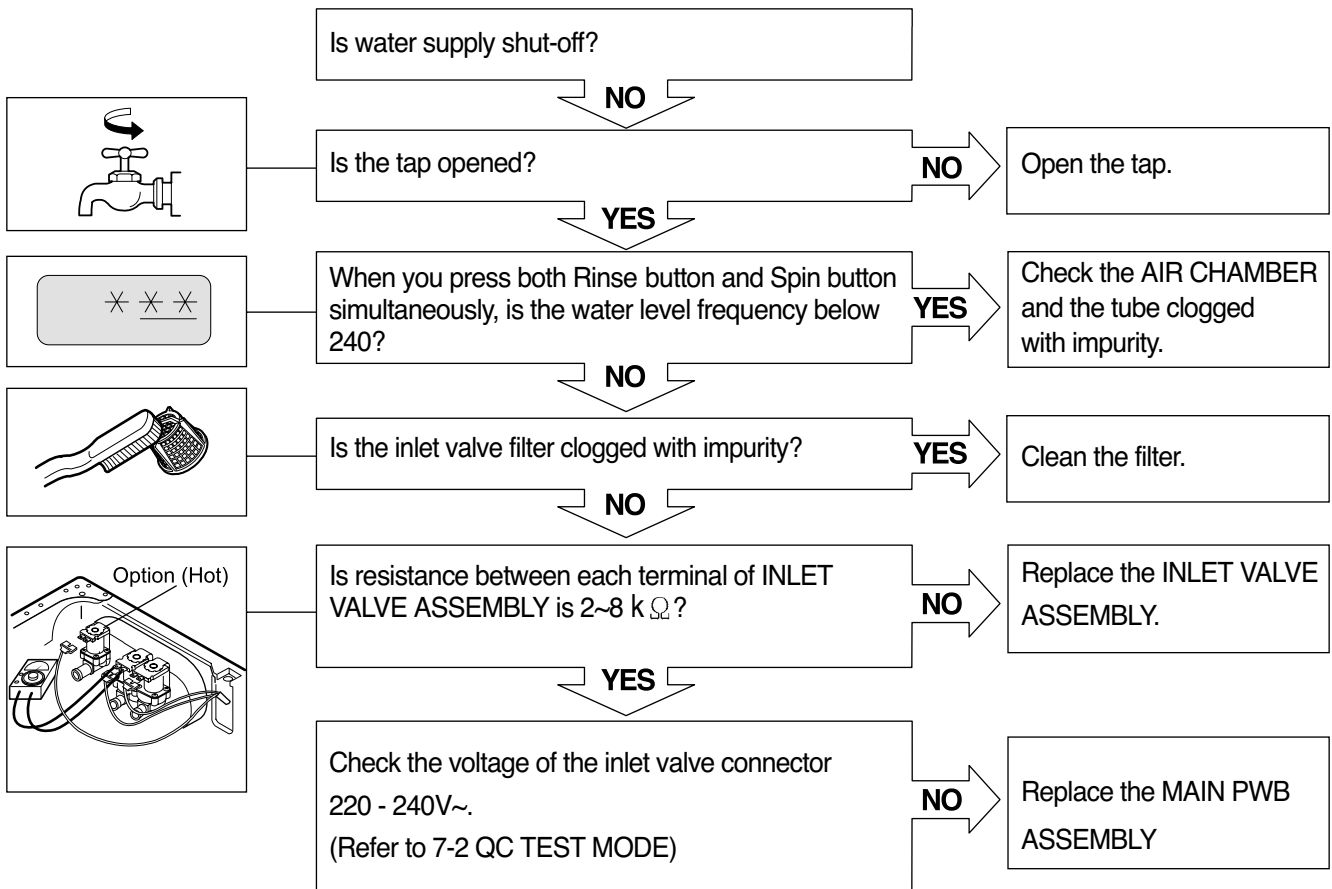 Is water supply shut-off?
NO
Is the tap opened?
NO
Open the tap.
YES
When you press both Rinse button and Spin button
simultaneously, is the water level frequency below
240?
YES
Check the AIR CHAMBER
and the tube clogged
with impurity.
NO
Is the inlet valve filter clogged with impurity?
YES
Clean the filter.
NO
Option (Hot)
Is resistance between each terminal of INLET
VALVE ASSEMBLY is 2~8 k Ω?
NO
Replace the INLET VALVE
ASSEMBLY.
YES
Check the voltage of the inlet valve connector
220 - 240V~.
(Refer to 7-2 QC TEST MODE)
NO
Replace the MAIN PWB
ASSEMBLY